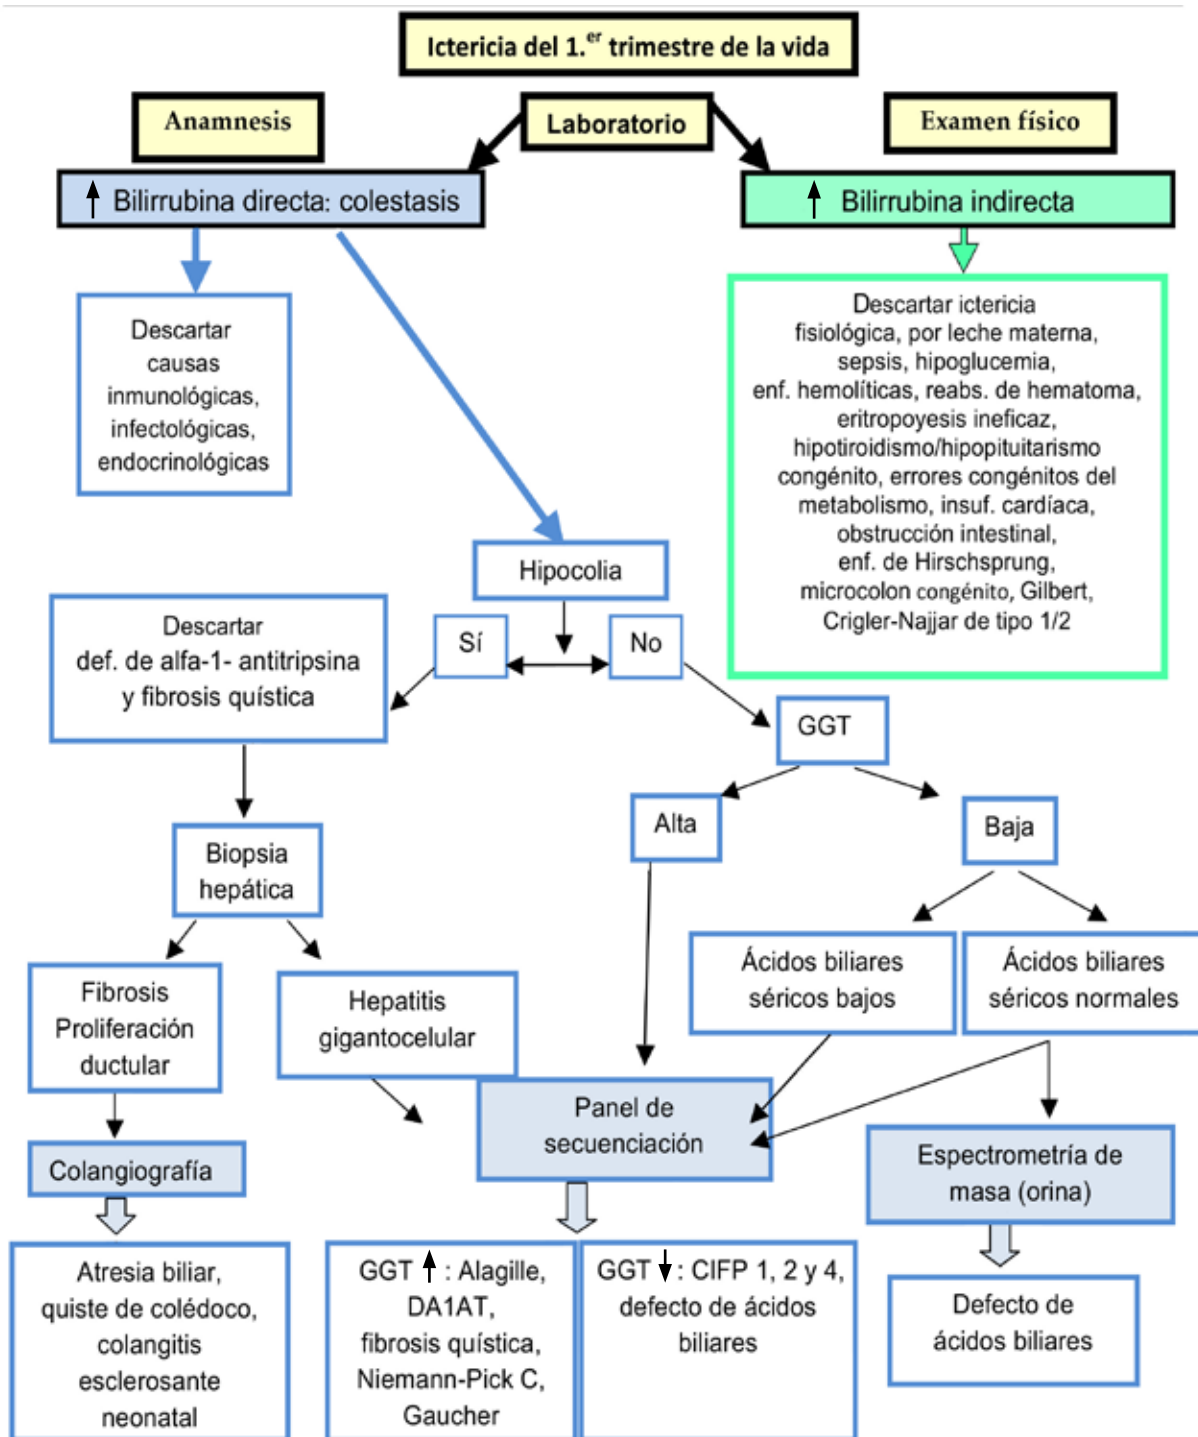 Ictericia del 1.er trimestre de la vida
Anamnesis
Laboratorio
Examen físico
↑ Bilirrubina directa: colestasis
↑ Bilirrubina indirecta
Descartar
causas
inmunológicas,
infectológicas,
endocrinológicas
Descartar ictericia
fisiológica, por leche materna,
sepsis, hipoglucemia,
enf. hemolíticas, reabs. de hematoma,
eritropoyesis ineficaz,
hipotiroidismo/hipopituitarismo
congénito, errores congénitos del
metabolismo, insuf. cardíaca,
obstrucción intestinal,
enf. de Hirschsprung,
microcolon congénito, Gilbert,
Crigler-Najjar de tipo 1/2
Hipocolia
Sí
No
Descartar
def. de alfa-1- antitripsina
y fibrosis quística
GGT
Alta
Baja
Biopsia
hepática
Ácidos biliares
séricos bajos
Ácidos biliares
séricos normales
Fibrosis
Proliferación
ductular
Hepatitis
gigantocelular
Panel de
secuenciación
Espectrometría de
masa (orina)
Colangiografía
Atresia biliar,
quiste de colédoco,
colangitis
esclerosante
neonatal
GGT ↑ : Alagille,
DA1AT,
fibrosis quística,
Niemann-Pick C,
Gaucher
GGT ↓ : CIFP 1, 2 y 4,
defecto de ácidos
biliares
Defecto de
ácidos biliares